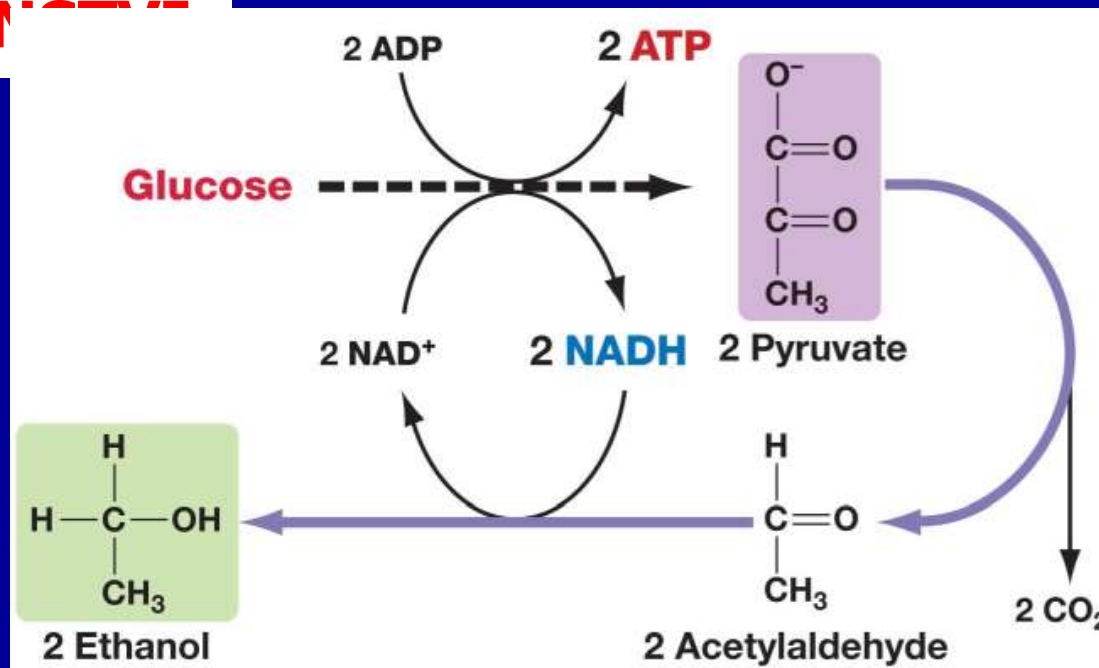 2 ADP
2 ATP
O⁻
C=O
C=O
CH₃
Glucose
2 NAD⁺
2 NADH
2 Pyruvate
H
H—C—OH
CH₃
2 Ethanol
H
C=O
CH₃
2 Acetylaldehyde
2 CO₂